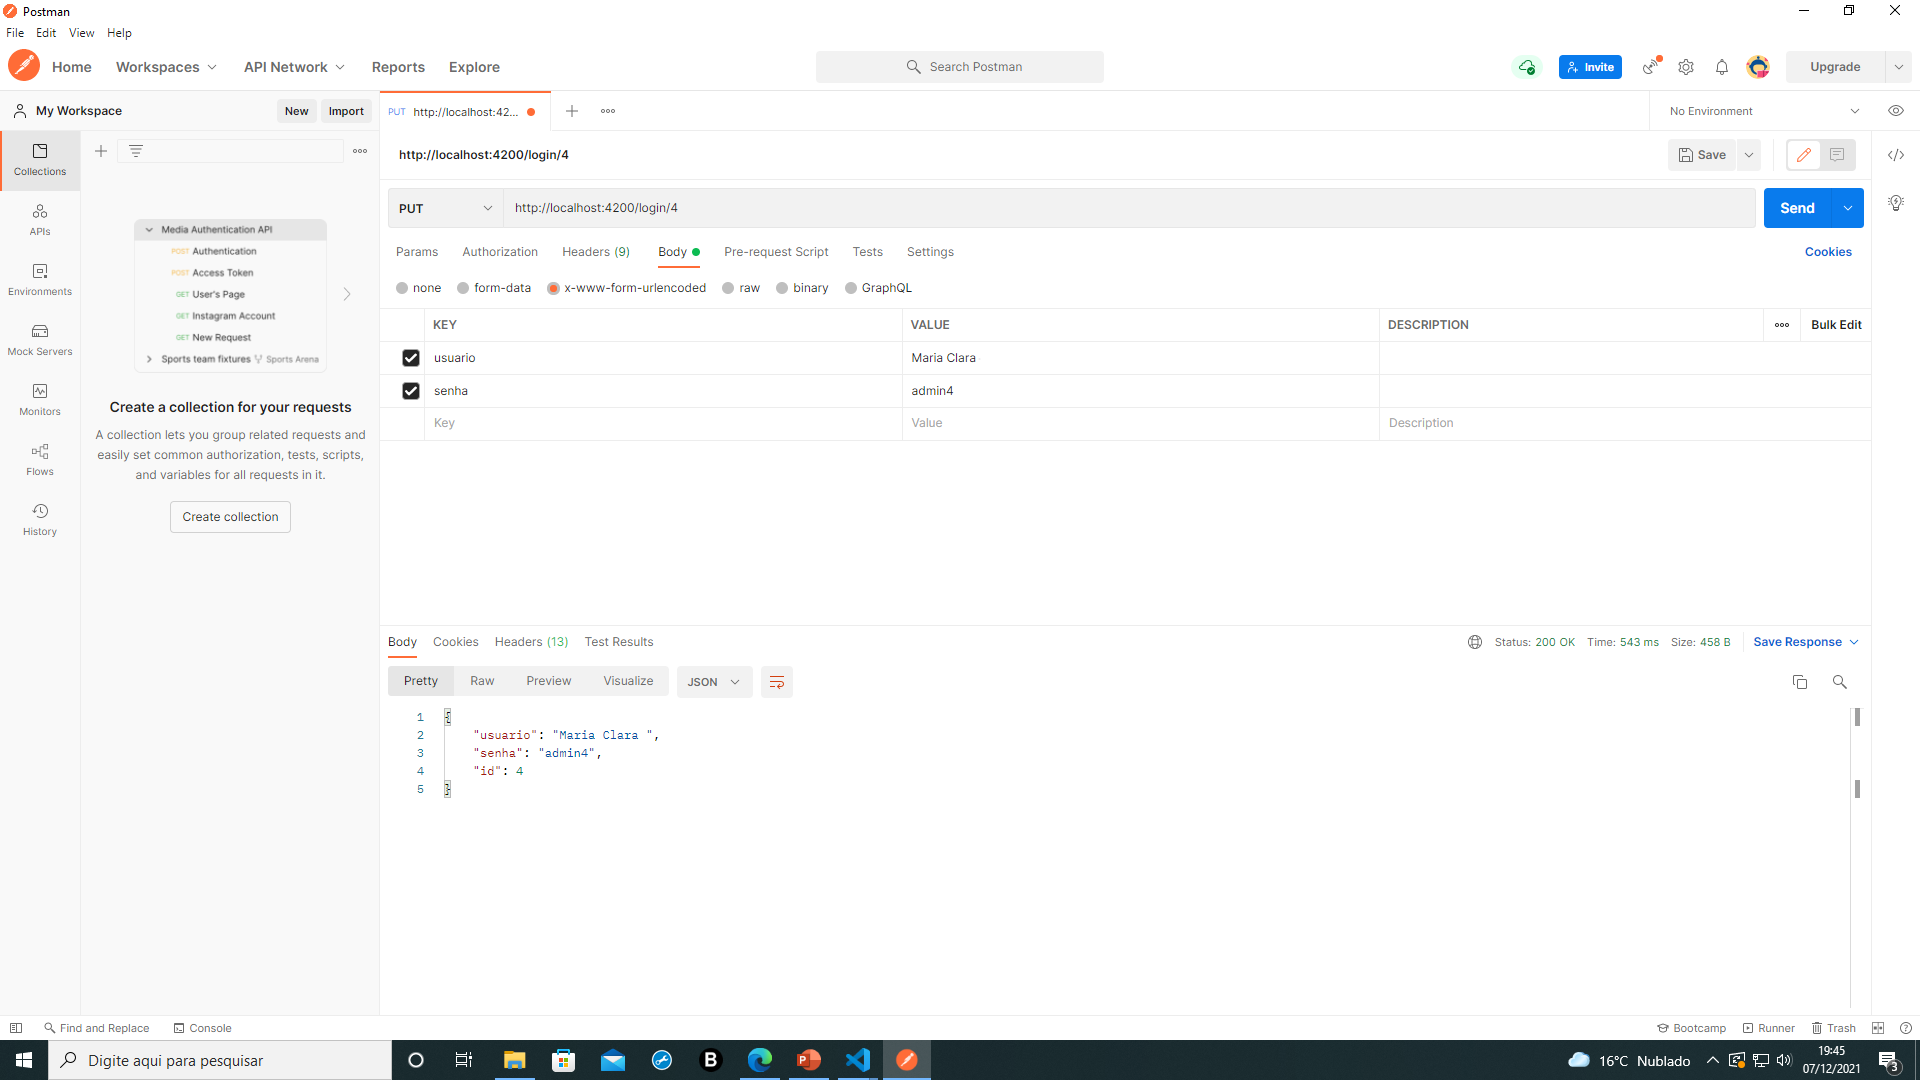 Postman
File Edit View Help
Home Workspaces API Network Reports Explore Search Postman Invite Upgrade
My Workspace New Import PUT http://localhost:42... No Environment
Collections
APIs
Environments
Mock Servers
Monitors
Flows
History
Media Authentication API
POST Authentication
POST Access Token
GET User's Page
GET Instagram Account
GET New Request
Sports team fixtures Sports Arena
Create a collection for your requests
A collection lets you group related requests and
easily set common authorization, tests, scripts,
and variables for all requests in it.
Create collection
http://localhost:4200/login/4 Save
PUT http://localhost:4200/login/4 Send
Params Authorization Headers (9) Body Pre-request Script Tests Settings Cookies
none form-data x-www-form-urlencoded raw binary GraphQL
KEY VALUE DESCRIPTION Bulk Edit
usuario Maria Clara
senha admin4
Key Value Description
Body Cookies Headers (13) Test Results Status: 200 OK Time: 543 ms Size: 458 B Save Response
Pretty Raw Preview Visualize JSON
1 {
2 "usuario": "Maria Clara ",
3 "senha": "admin4",
4 "id": 4
5 }
Find and Replace Console Bootcamp Runner Trash
Digite aqui para pesquisar 16°C Nublado 19:45
07/12/2021 3